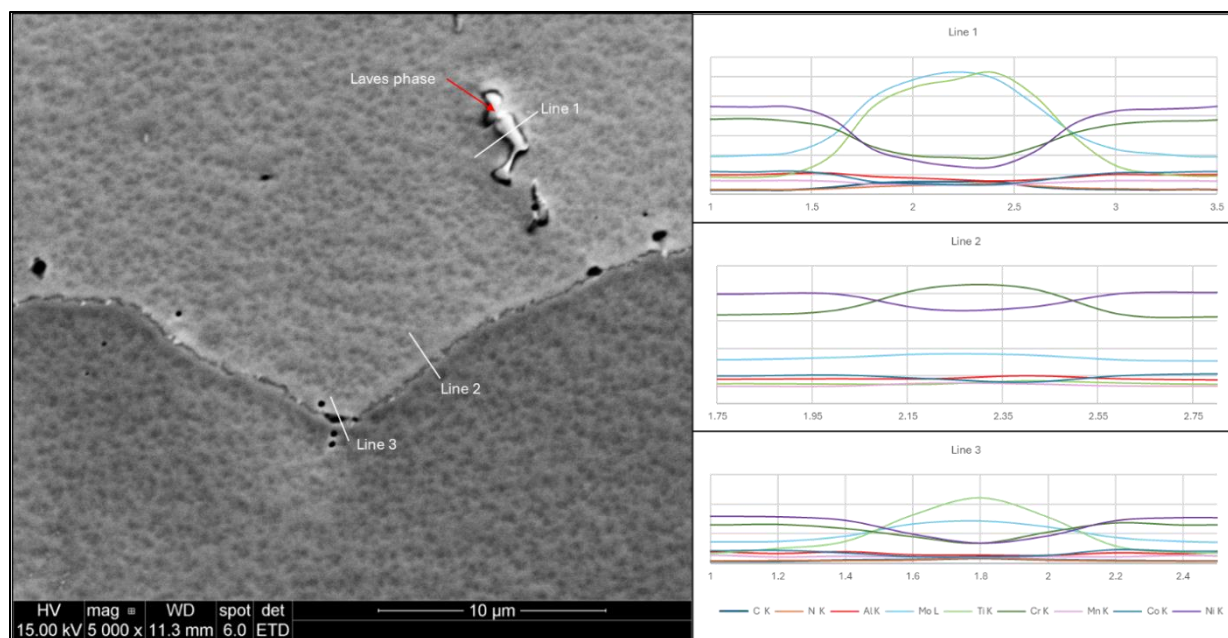 Laves phase
Line 1
Line 2
Line 3
HV mag ⊞ WD spot det
15.00 kV 5 000 x 11.3 mm 6.0 ETD
10 µm
Line 1
1 1.5 2 2.5 3 3.5
Line 2
1.75 1.95 2.15 2.35 2.55 2.75
Line 3
1 1.2 1.4 1.6 1.8 2 2.2 2.4
C K N K Al K Mo L Ti K Cr K Mn K Co K Ni K